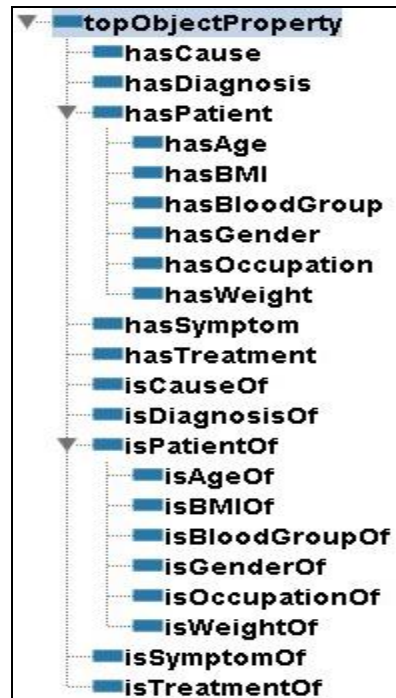 topObjectProperty
hasCause
hasDiagnosis
hasPatient
hasAge
hasBMI
hasBloodGroup
hasGender
hasOccupation
hasWeight
hasSymptom
hasTreatment
isCauseOf
isDiagnosisOf
isPatientOf
isAgeOf
isBMIOf
isBloodGroupOf
isGenderOf
isOccupationOf
isWeightOf
isSymptomOf
isTreatmentOf